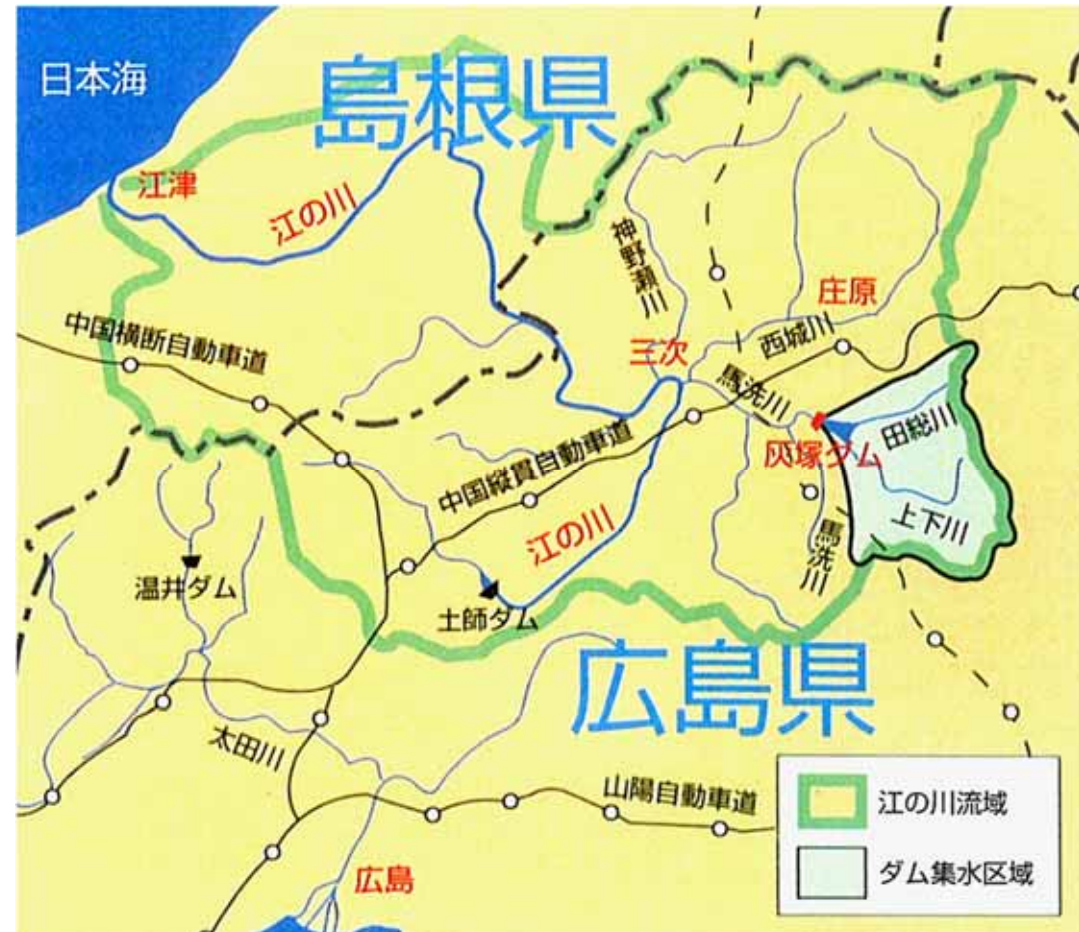 日本海
島根県
江津
江の川
神野瀬川
庄原
中国横断自動車道
三次
西城川
馬洗川
田総川
灰塚ダム
中国縦貫自動車道
上下川
江の川
馬洗川
温井ダム
土師ダム
広島県
太田川
山陽自動車道
江の川流域
ダム集水区域
広島